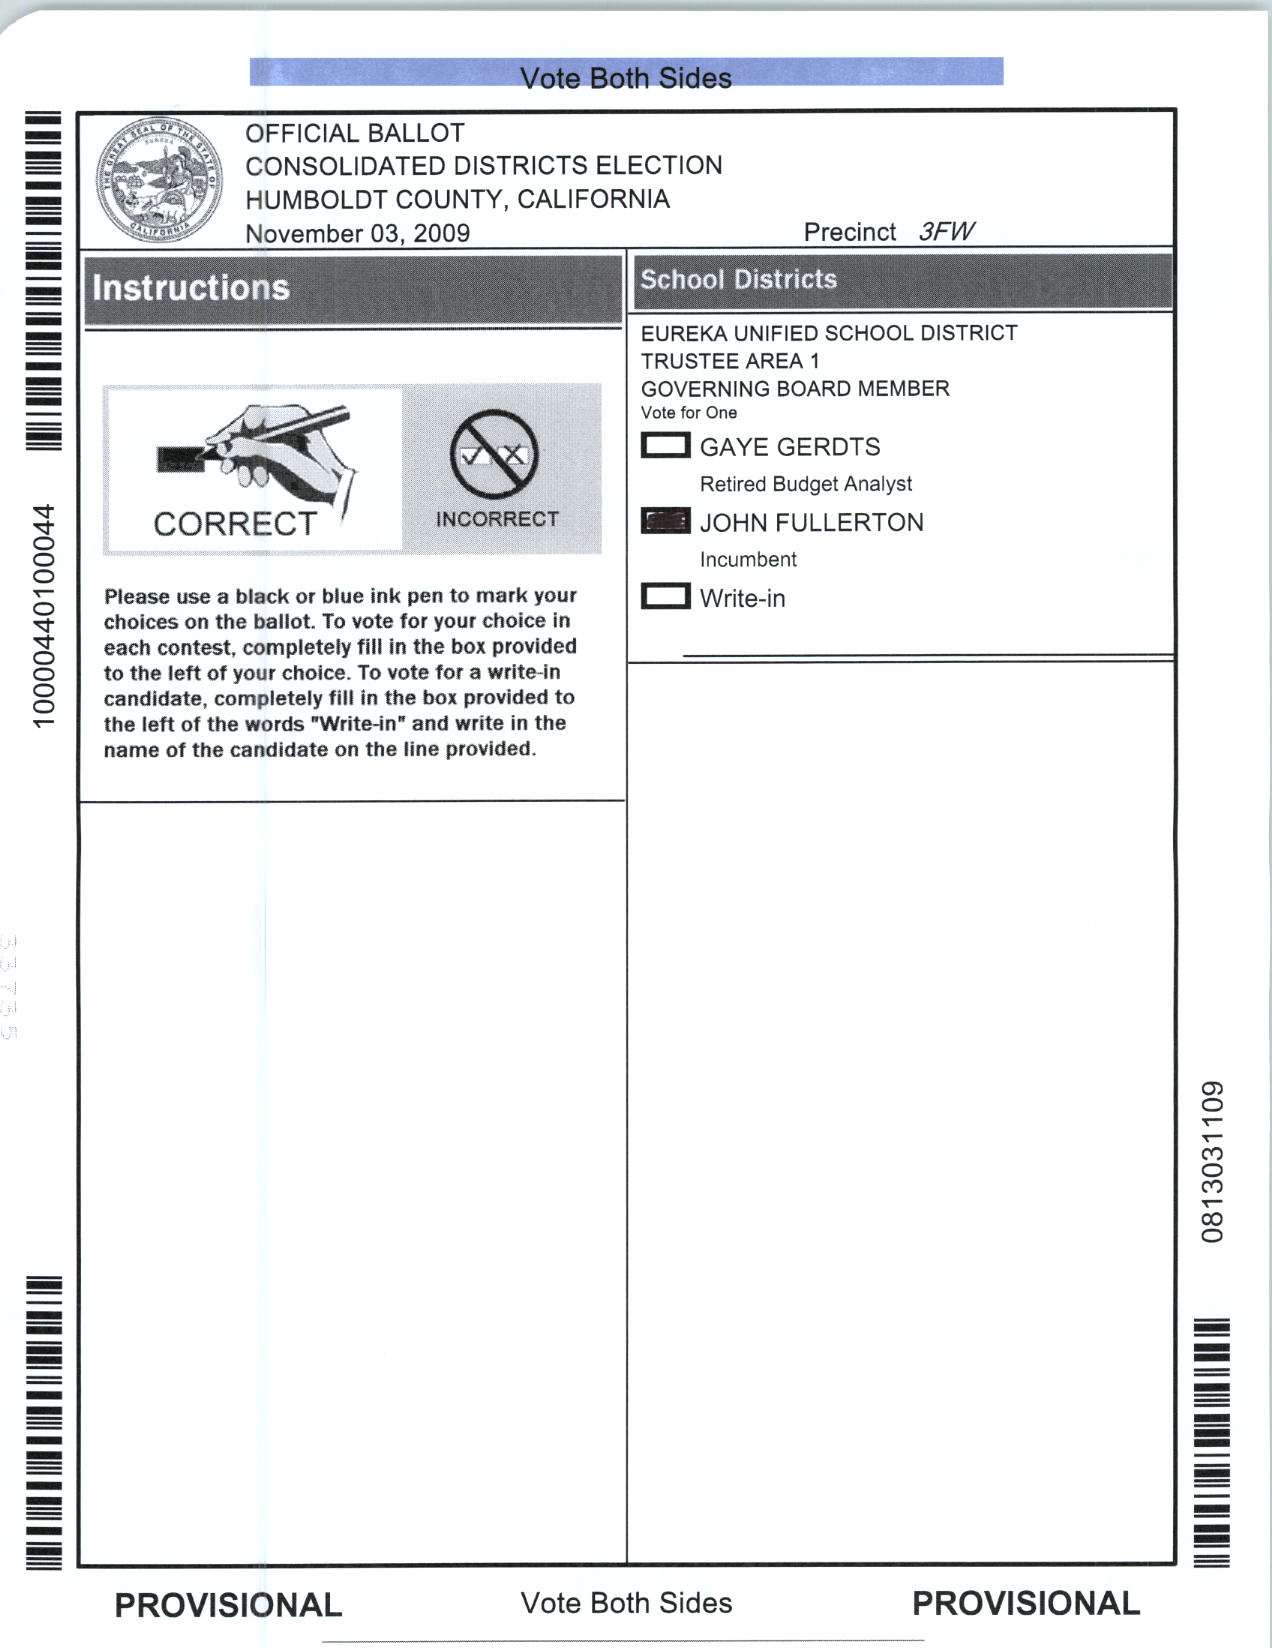 Vote Both Sides
OFFICIAL BALLOT
CONSOLIDATED DISTRICTS ELECTION
HUMBOLDT COUNTY, CALIFORNIA
November 03, 2009
Precinct 3FW
THE GREAT SEAL OF THE STATE OF CALIFORNIA
EUREKA
Instructions
CORRECT
INCORRECT
Please use a black or blue ink pen to mark your
choices on the ballot. To vote for your choice in
each contest, completely fill in the box provided
to the left of your choice. To vote for a write-in
candidate, completely fill in the box provided to
the left of the words "Write-in" and write in the
name of the candidate on the line provided.
School Districts
EUREKA UNIFIED SCHOOL DISTRICT
TRUSTEE AREA 1
GOVERNING BOARD MEMBER
Vote for One
GAYE GERDTS
Retired Budget Analyst
JOHN FULLERTON
Incumbent
Write-in
10000440100044
0813031109
PROVISIONAL
Vote Both Sides
PROVISIONAL